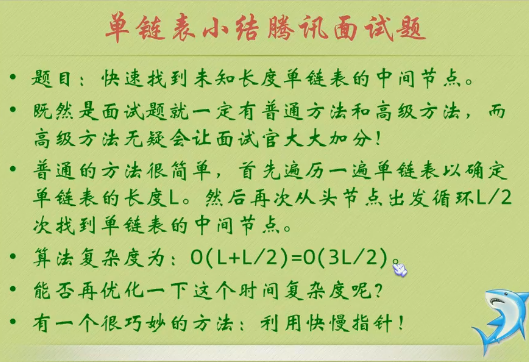 单链表小结腾讯面试题
• 题目：快速找到未知长度单链表的中间节点。
• 既然是面试题就一定有普通方法和高级方法，而
高级方法无疑会让面试官大大加分！
• 普通的方法很简单，首先遍历一遍单链表以确定
单链表的长度L。然后再次从头节点出发循环L/2
次找到单链表的中间节点。
• 算法复杂度为：O(L+L/2)=O(3L/2)。
• 能否再优化一下这个时间复杂度呢？
• 有一个很巧妙的方法：利用快慢指针！